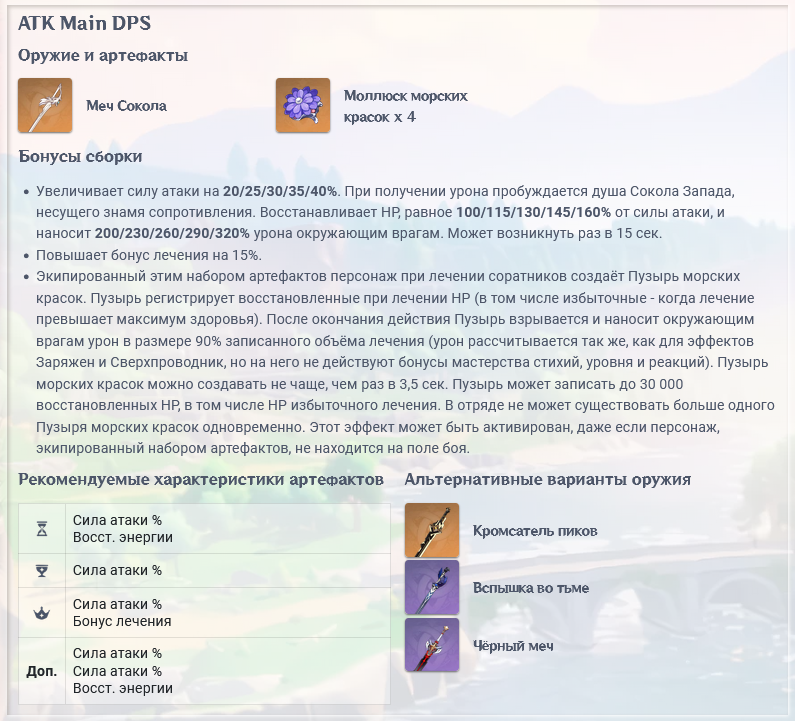 ATK Main DPS
Оружие и артефакты
Меч Сокола
Моллюск морских
красок x 4
Бонусы сборки
Увеличивает силу атаки на 20/25/30/35/40%. При получении урона пробуждается душа Сокола Запада,
несущего знамя сопротивления. Восстанавливает HP, равное 100/115/130/145/160% от силы атаки, и
наносит 200/230/260/290/320% урона окружающим врагам. Может возникнуть раз в 15 сек.
Повышает бонус лечения на 15%.
Экипированный этим набором артефактов персонаж при лечении соратников создаёт Пузырь морских
красок. Пузырь регистрирует восстановленные при лечении HP (в том числе избыточные - когда лечение
превышает максимум здоровья). После окончания действия Пузырь взрывается и наносит окружающим
врагам урон в размере 90% записанного объёма лечения (урон рассчитывается так же, как для эффектов
Заряжен и Сверхпроводник, но на него не действуют бонусы мастерства стихий, уровня и реакций). Пузырь
морских красок можно создавать не чаще, чем раз в 3,5 сек. Пузырь может записать до 30 000
восстановленных HP, в том числе HP избыточного лечения. В отряде не может существовать больше одного
Пузыря морских красок одновременно. Этот эффект может быть активирован, даже если персонаж,
экипированный набором артефактов, не находится на поле боя.
Рекомендуемые характеристики артефактов
Сила атаки %
Восст. энергии
Сила атаки %
Сила атаки %
Бонус лечения
Доп.
Сила атаки %
Сила атаки %
Восст. энергии
Альтернативные варианты оружия
Кромсатель пиков
Вспышка во тьме
Чёрный меч